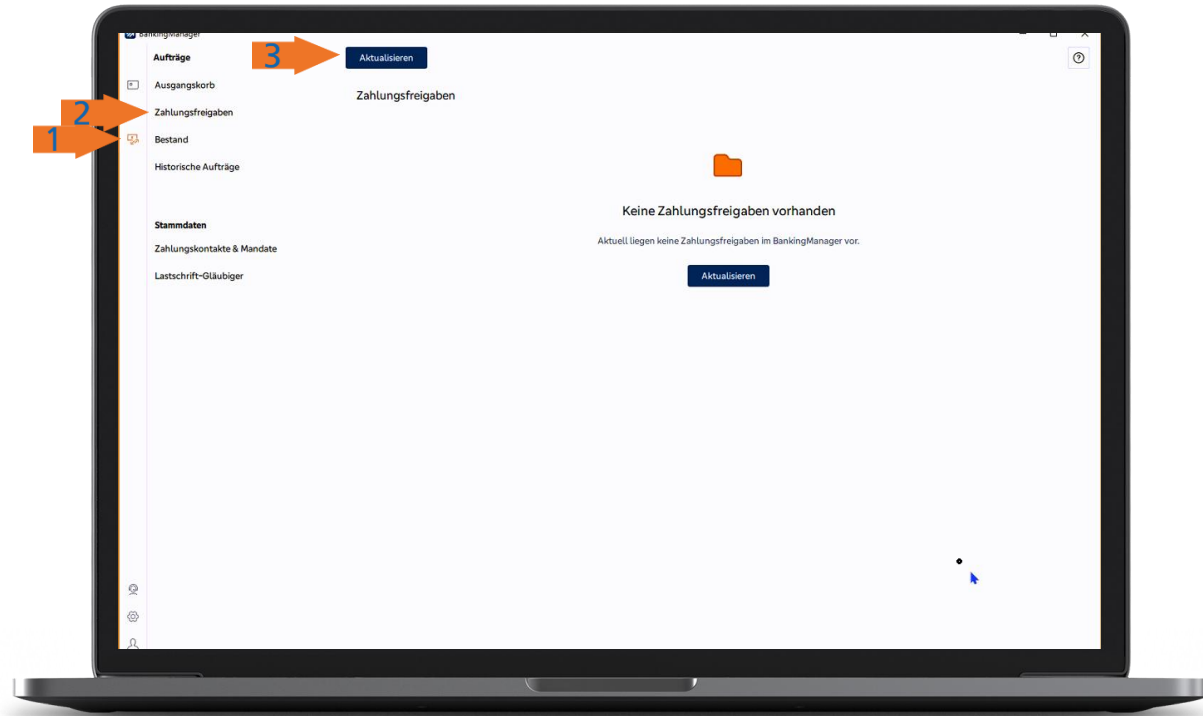 BankingManager
Aufträge
3
Aktualisieren
Ausgangskorb
Zahlungsfreigaben
2
Zahlungsfreigaben
1
Bestand
Historische Aufträge
Keine Zahlungsfreigaben vorhanden
Stammdaten
Aktuell liegen keine Zahlungsfreigaben im BankingManager vor.
Zahlungskontakte & Mandate
Lastschrift-Gläubiger
Aktualisieren